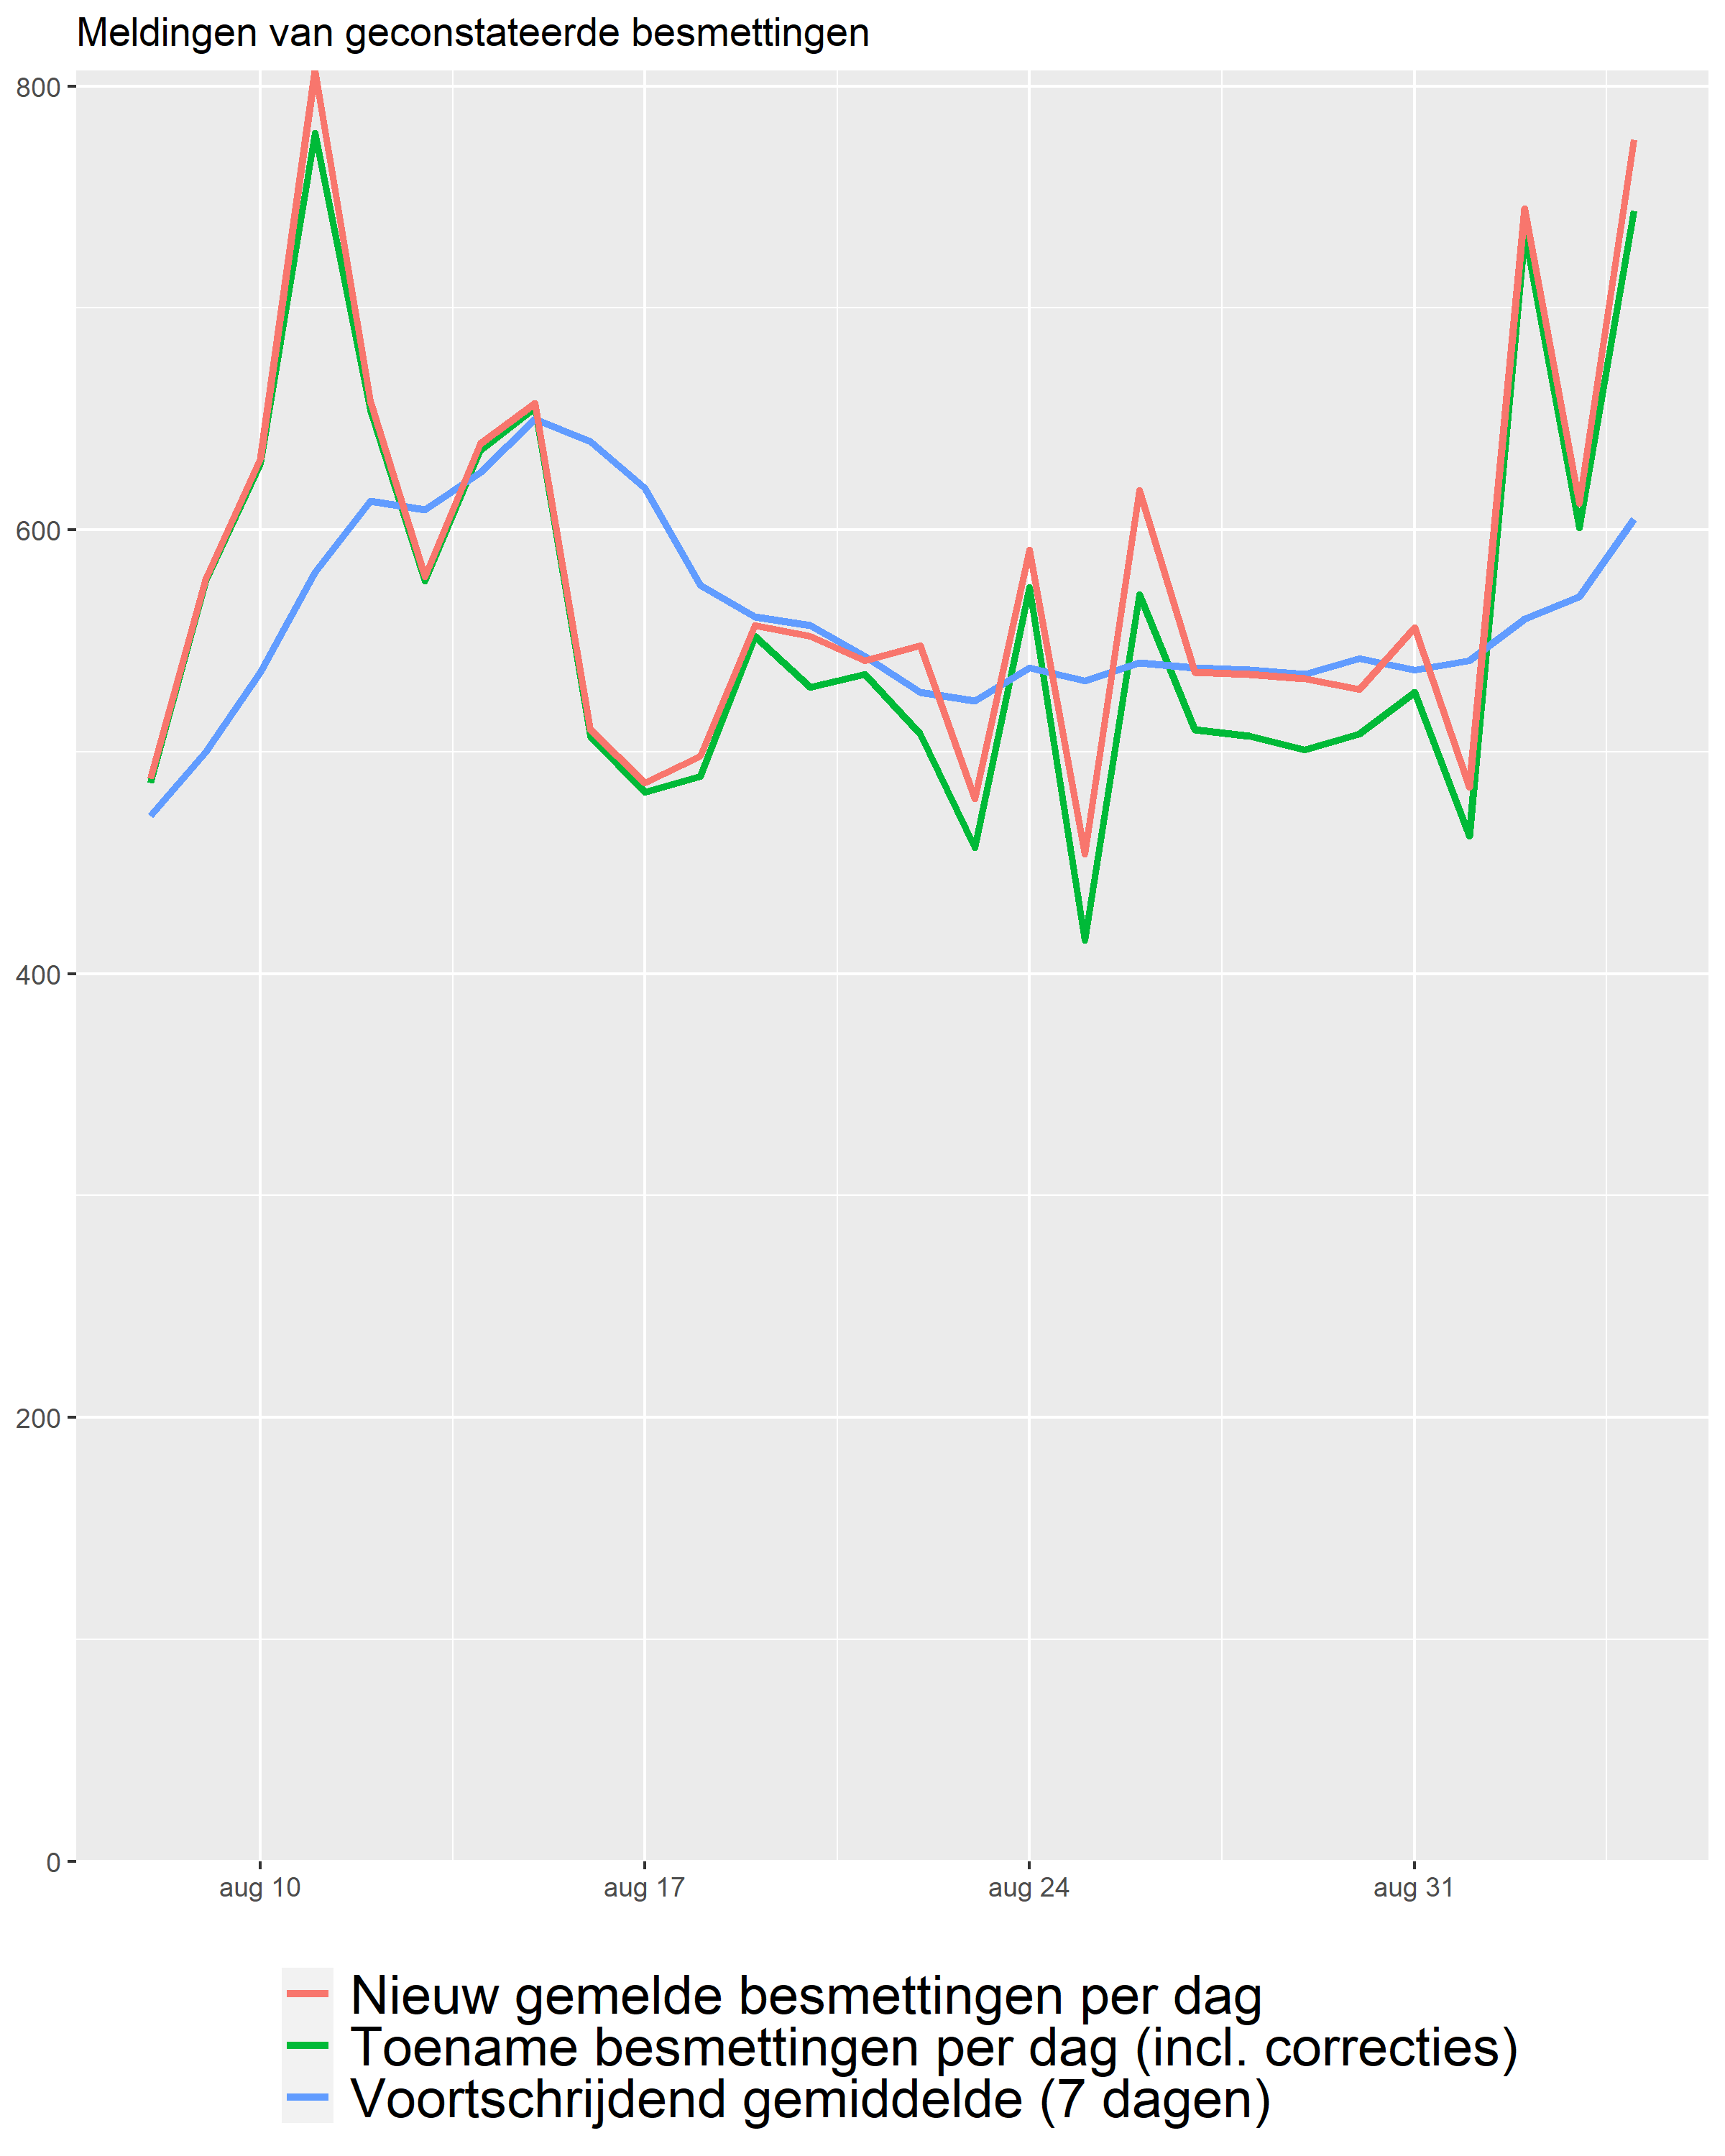 Meldingen van geconstateerde besmettingen
800
600
400
200
0
aug 10
aug 17
aug 24
aug 31
Nieuw gemelde besmettingen per dag
Toename besmettingen per dag (incl. correcties)
Voortschrijdend gemiddelde (7 dagen)